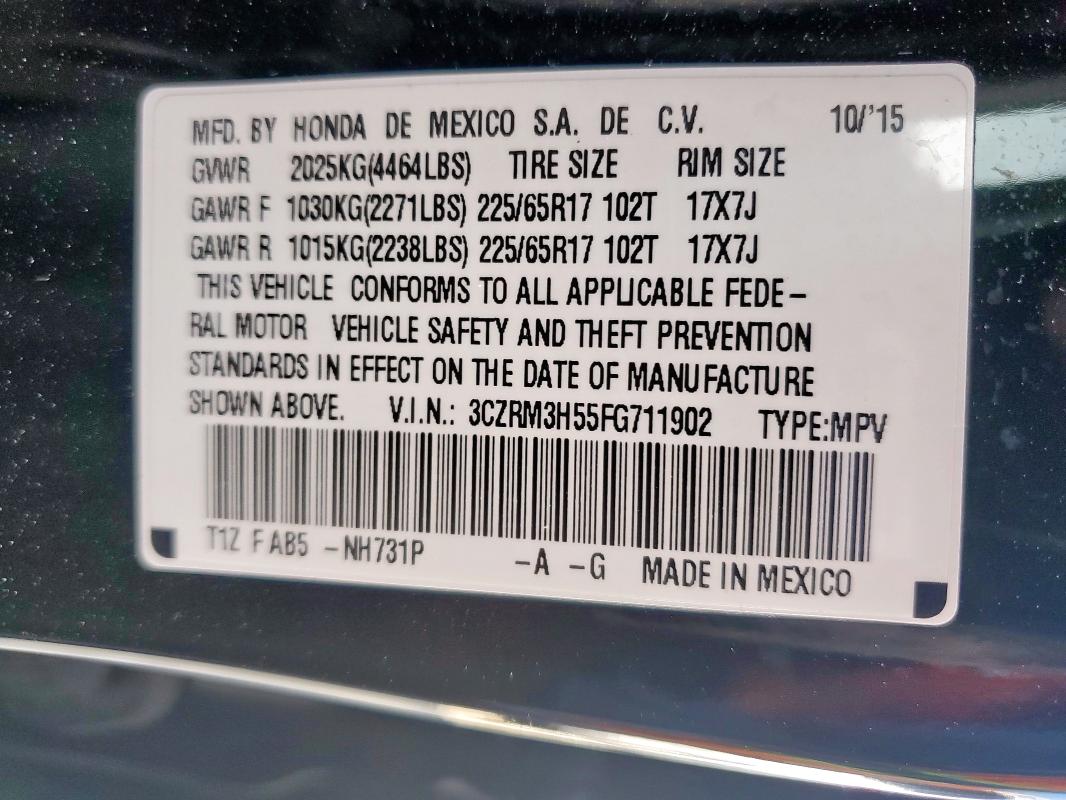 MFD. BY HONDA DE MEXICO S.A. DE C.V. 10/'15
GVWR 2025KG(4464LBS) TIRE SIZE RIM SIZE
GAWR F 1030KG(2271LBS) 225/65R17 102T 17X7J
GAWR R 1015KG(2238LBS) 225/65R17 102T 17X7J
THIS VEHICLE CONFORMS TO ALL APPLICABLE FEDE-
RAL MOTOR VEHICLE SAFETY AND THEFT PREVENTION
STANDARDS IN EFFECT ON THE DATE OF MANUFACTURE
SHOWN ABOVE. V.I.N.: 3CZRM3H55FG711902 TYPE:MPV
T1Z F AB5 -NH731P -A -G MADE IN MEXICO